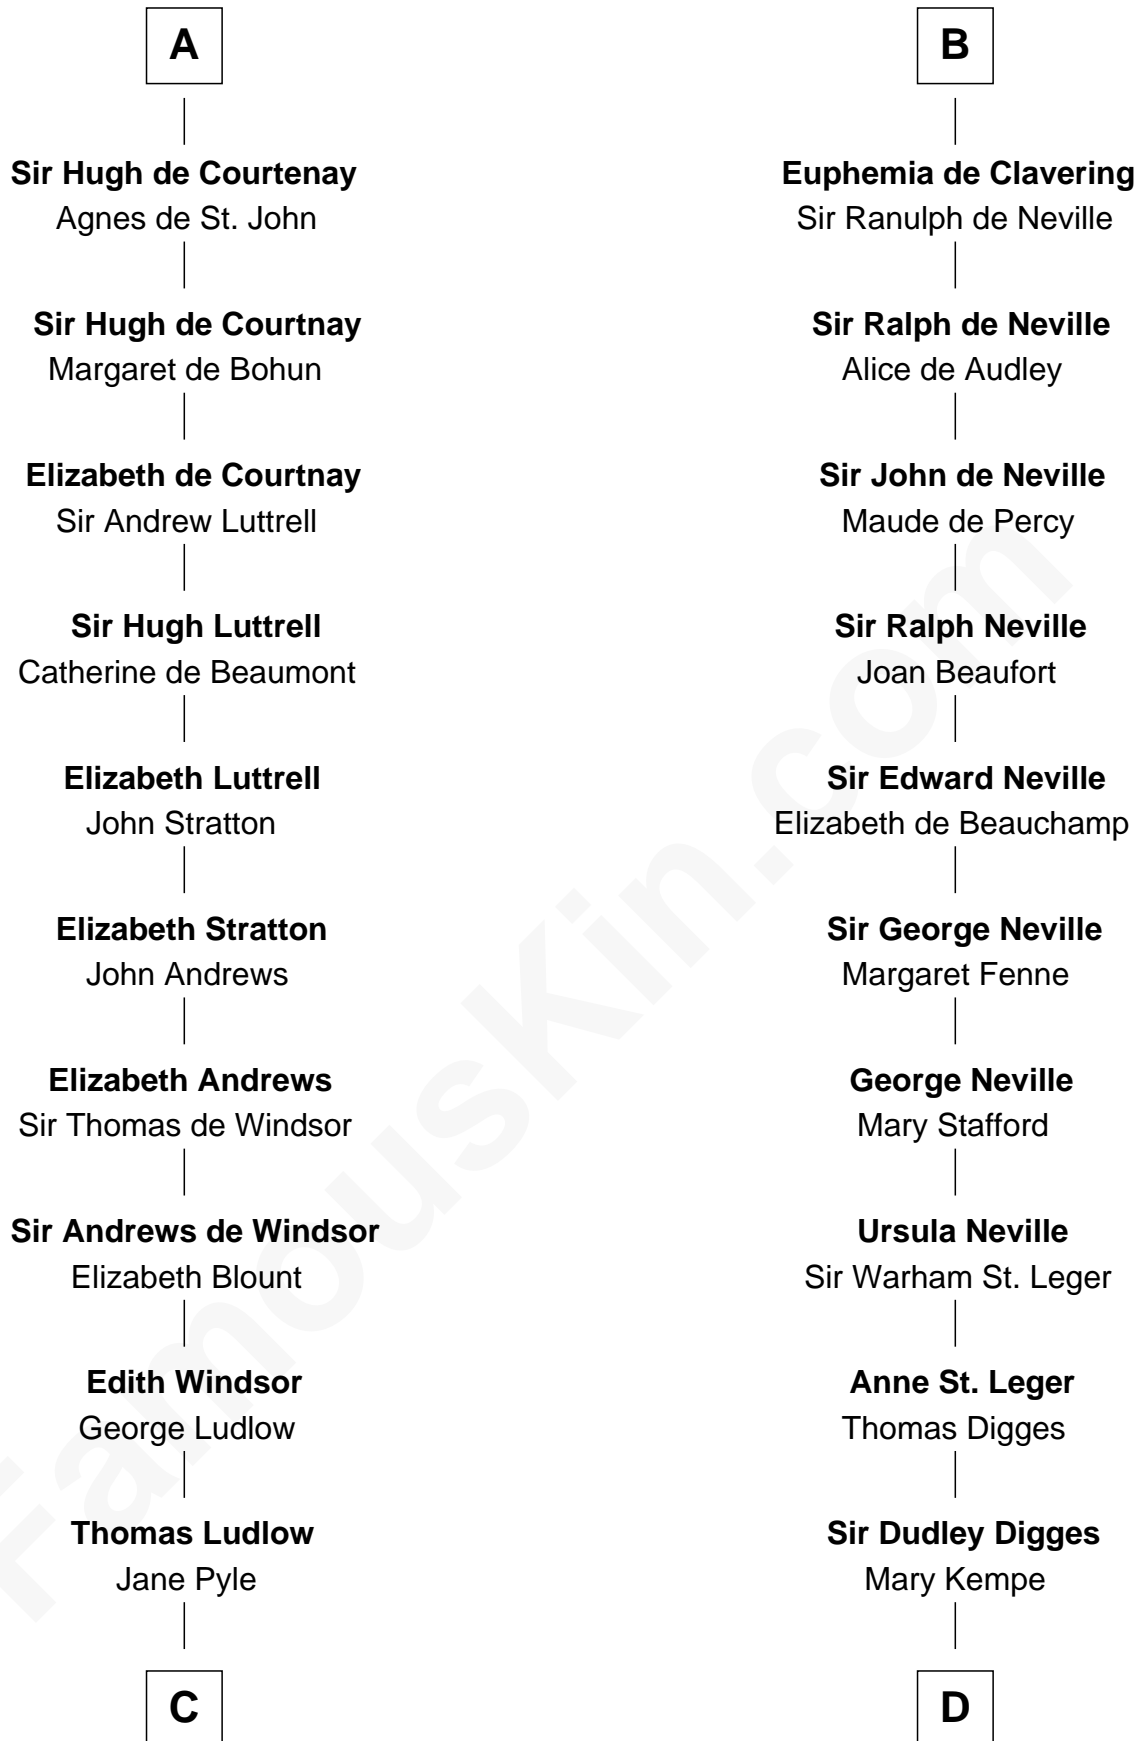 A
Sir Hugh de Courtenay
Agnes de St. John
Sir Hugh de Courtnay
Margaret de Bohun
Elizabeth de Courtnay
Sir Andrew Luttrell
Sir Hugh Luttrell
Catherine de Beaumont
Elizabeth Luttrell
John Stratton
Elizabeth Stratton
John Andrews
Elizabeth Andrews
Sir Thomas de Windsor
Sir Andrews de Windsor
Elizabeth Blount
Edith Windsor
George Ludlow
Thomas Ludlow
Jane Pyle
C
B
Euphemia de Clavering
Sir Ranulph de Neville
Sir Ralph de Neville
Alice de Audley
Sir John de Neville
Maude de Percy
Sir Ralph Neville
Joan Beaufort
Sir Edward Neville
Elizabeth de Beauchamp
Sir George Neville
Margaret Fenne
George Neville
Mary Stafford
Ursula Neville
Sir Warham St. Leger
Anne St. Leger
Thomas Digges
Sir Dudley Digges
Mary Kempe
D
FamousKin.com